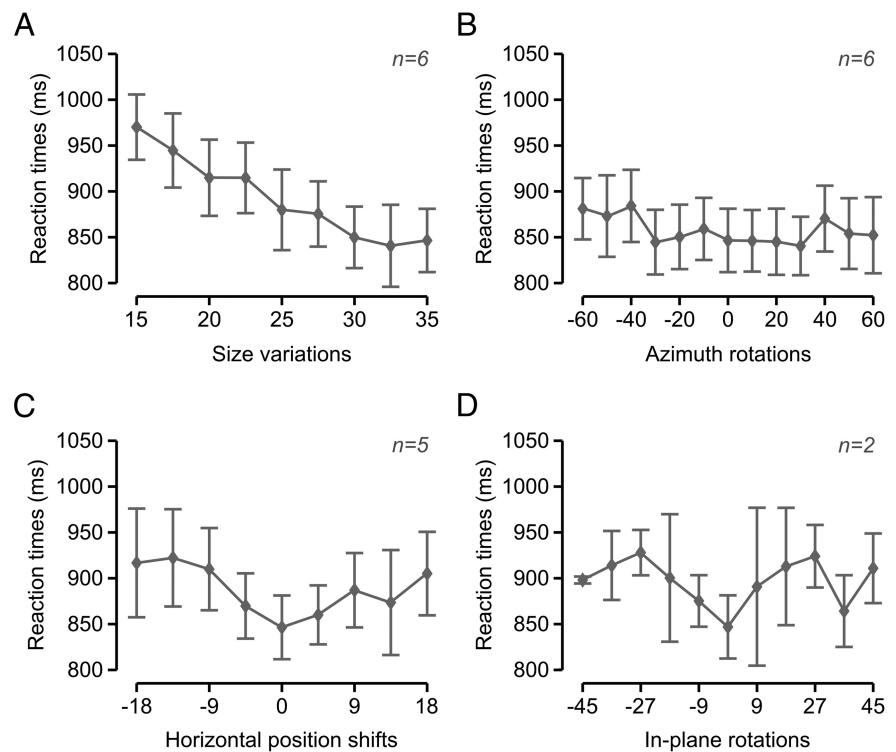 A
n=6
Reaction times (ms)
1050
1000
950
900
850
800
15 20 25 30 35
Size variations
B
n=6
Reaction times (ms)
1050
1000
950
900
850
800
-60 -40 -20 0 20 40 60
Azimuth rotations
C
n=5
Reaction times (ms)
1050
1000
950
900
850
800
-18 -9 0 9 18
Horizontal position shifts
D
n=2
Reaction times (ms)
1050
1000
950
900
850
800
-45 -27 -9 9 27 45
In-plane rotations